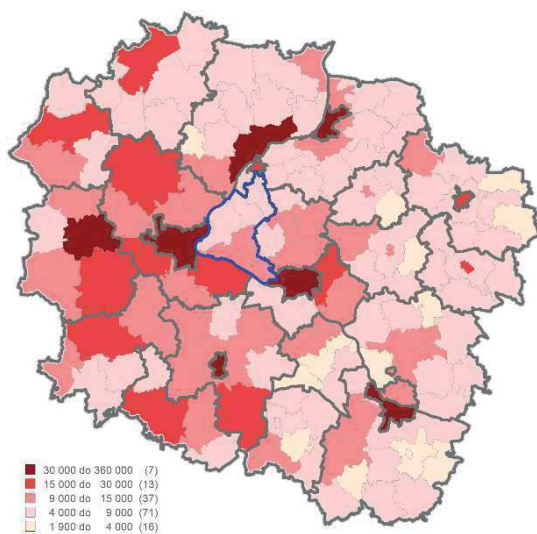 30 000 do 360 000 (7)
15 000 do 30 000 (13)
9 000 do 15 000 (37)
4 000 do 9 000 (71)
1 900 do 4 000 (16)